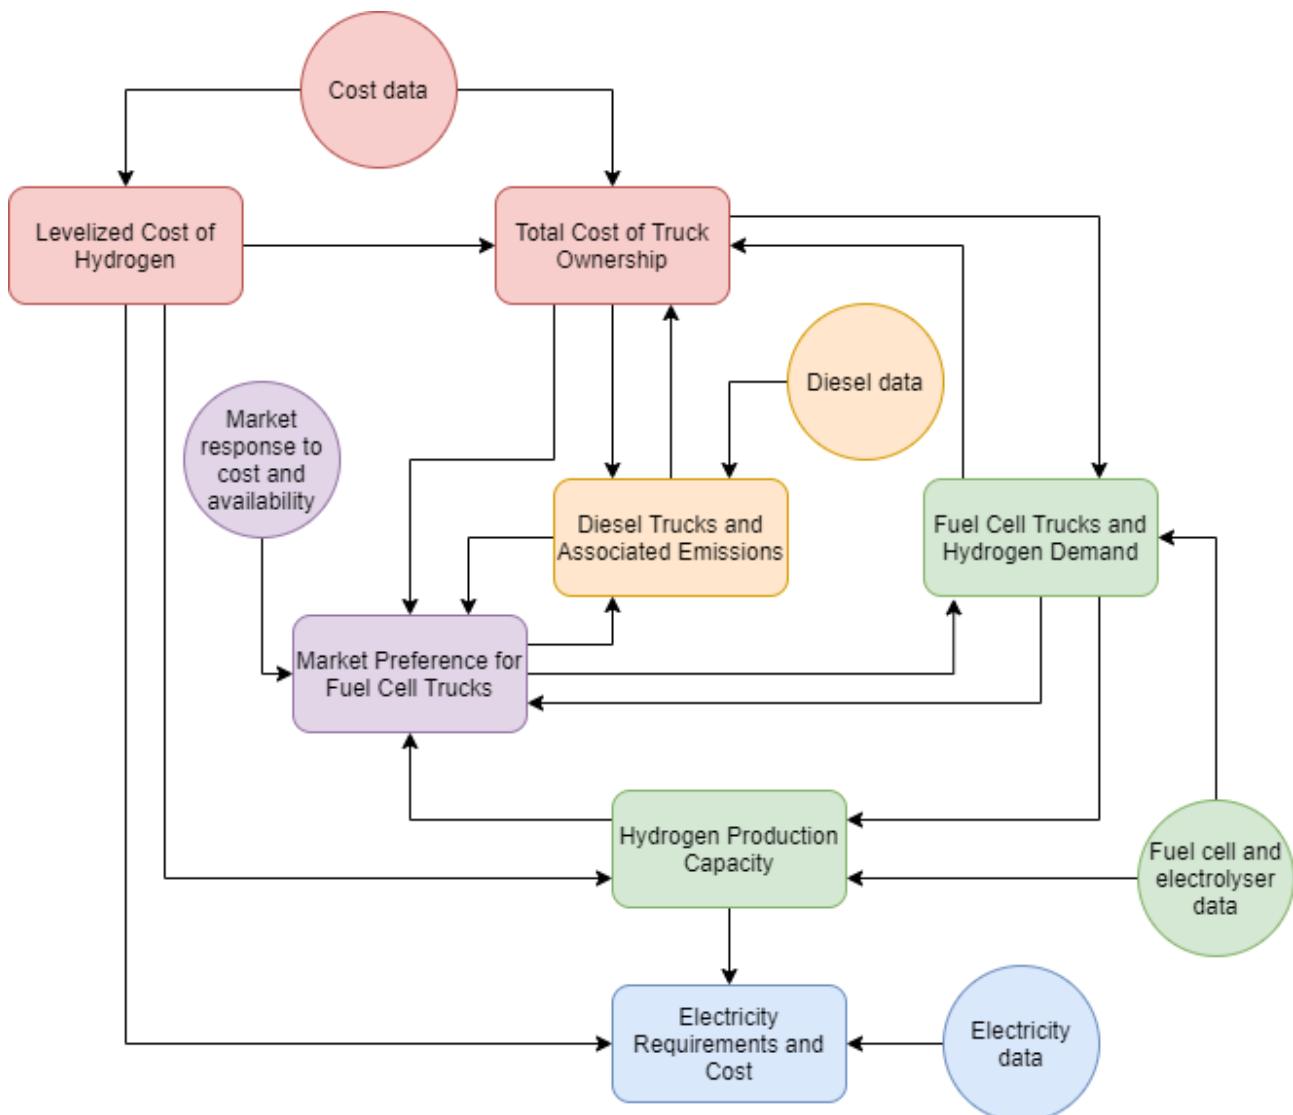 Cost data
Levelized Cost of
Hydrogen
Total Cost of Truck
Ownership
Diesel data
Market
response to
cost and
availability
Diesel Trucks and
Associated Emissions
Fuel Cell Trucks and
Hydrogen Demand
Market Preference for
Fuel Cell Trucks
Hydrogen Production
Capacity
Fuel cell and
electrolyser
data
Electricity
Requirements and
Cost
Electricity
data